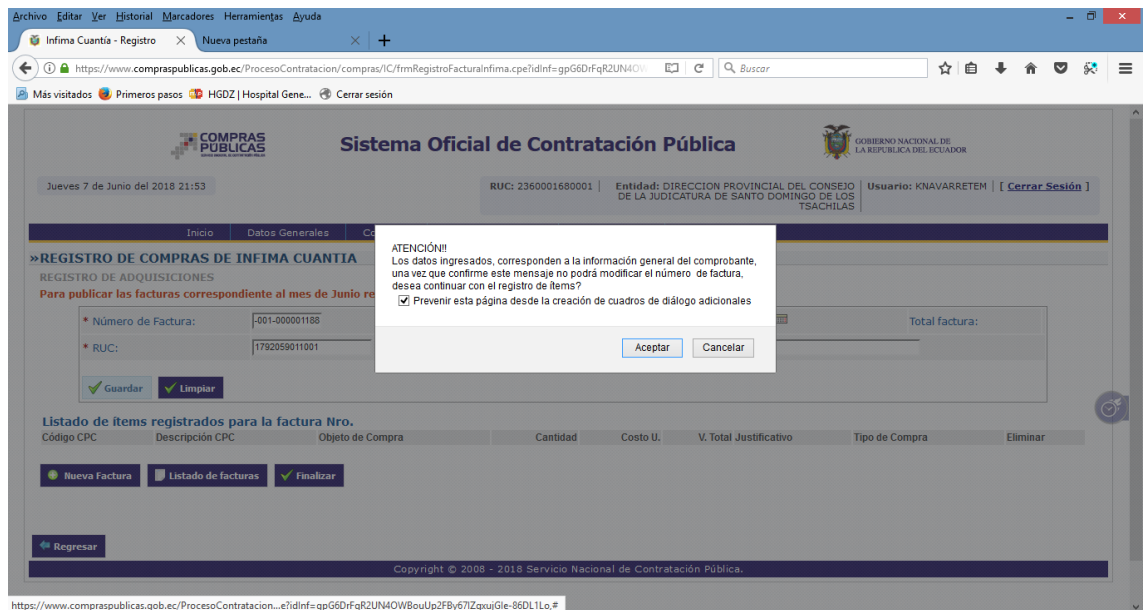 Archivo Editar Ver Historial Marcadores Herramientas Ayuda
Infima Cuantía - Registro
Nueva pestaña
https://www.compraspublicas.gob.ec/ProcesoContratacion/compras/IC/frmRegistroFacturaInfima.cpe?idInf=gpG6DrFqR2UN4OW
Buscar
Más visitados Primeros pasos HGDZ | Hospital Gene... Cerrar sesión
COMPRAS
PÚBLICAS
Sistema Oficial de Contratación Pública
GOBIERNO NACIONAL DE
LA REPUBLICA DEL ECUADOR
Jueves 7 de Junio del 2018 21:53
RUC: 2360001680001 | Entidad: DIRECCION PROVINCIAL DEL CONSEJO
DE LA JUDICATURA DE SANTO DOMINGO DE LOS
TSACHILAS
Usuario: KNAVARRETEM | [ Cerrar Sesión ]
Inicio Datos Generales Co
»REGISTRO DE COMPRAS DE INFIMA CUANTIA
REGISTRO DE ADQUISICIONES
Para publicar las facturas correspondiente al mes de Junio re
ATENCIÓN!!
Los datos ingresados, corresponden a la información general del comprobante,
una vez que confirme este mensaje no podrá modificar el número de factura,
desea continuar con el registro de ítems?
Prevenir esta página desde la creación de cuadros de diálogo adicionales
Aceptar Cancelar
* Número de Factura: -001-000001188
Total factura:
* RUC: 1792059011001
Guardar Limpiar
Listado de ítems registrados para la factura Nro.
Código CPC Descripción CPC Objeto de Compra Cantidad Costo U. V. Total Justificativo Tipo de Compra Eliminar
Nueva Factura Listado de facturas Finalizar
Regresar
Copyright © 2008 - 2018 Servicio Nacional de Contratación Pública.
https://www.compraspublicas.gob.ec/ProcesoContratacion...e?idInf=gpG6DrFqR2UN4OWBouUp2FBy67IZgxujGle-86DL1Lo,#